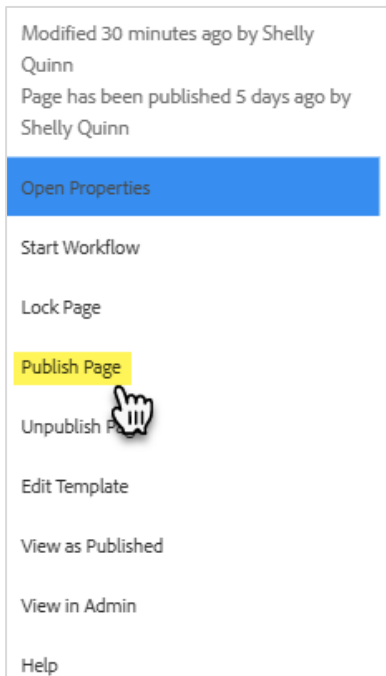 Modified 30 minutes ago by Shelly
Quinn
Page has been published 5 days ago by
Shelly Quinn
Open Properties
Start Workflow
Lock Page
Publish Page
Unpublish
Edit Template
View as Published
View in Admin
Help